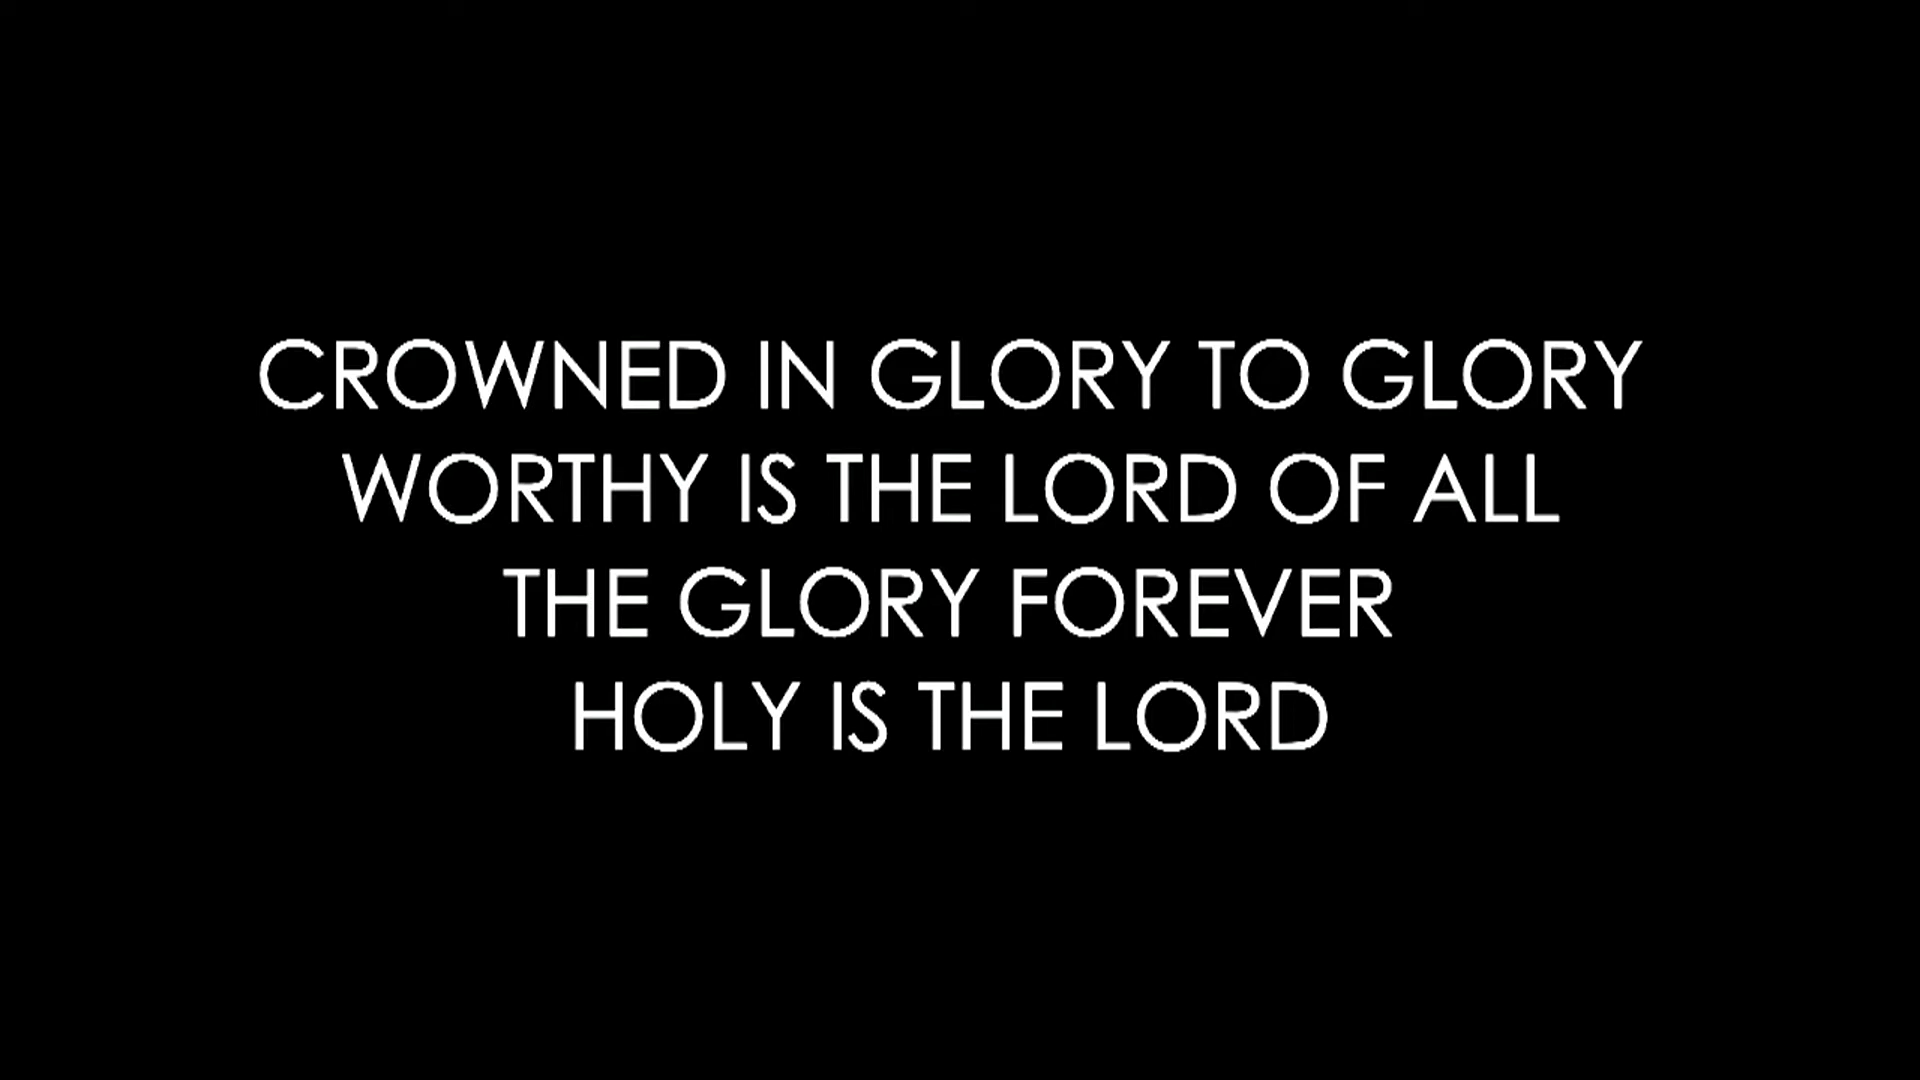 CROWNED IN GLORY TO GLORY
WORTHY IS THE LORD OF ALL
THE GLORY FOREVER
HOLY IS THE LORD